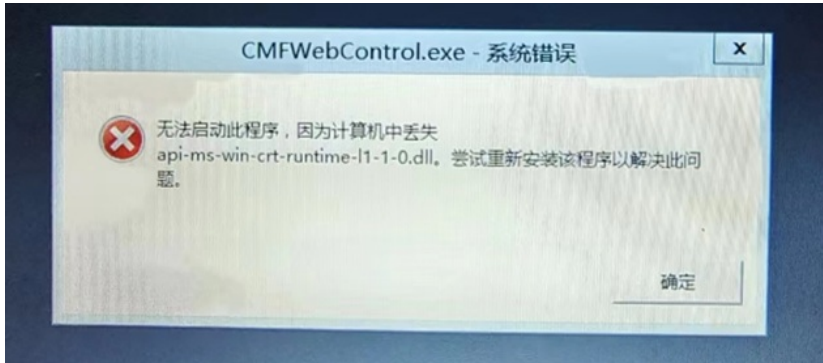 CMFWebControl.exe - 系统错误
x
无法启动此程序，因为计算机中丢失
api-ms-win-crt-runtime-l1-1-0.dll。尝试重新安装该程序以解决此问
题。
确定